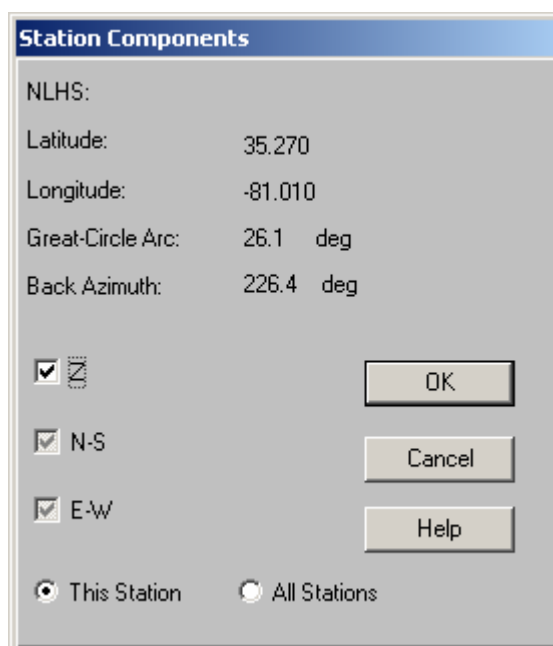 Station Components
NLHS:
Latitude: 35.270
Longitude: -81.010
Great-Circle Arc: 26.1 deg
Back Azimuth: 226.4 deg
Z
OK
N-S
Cancel
E-W
Help
This Station All Stations